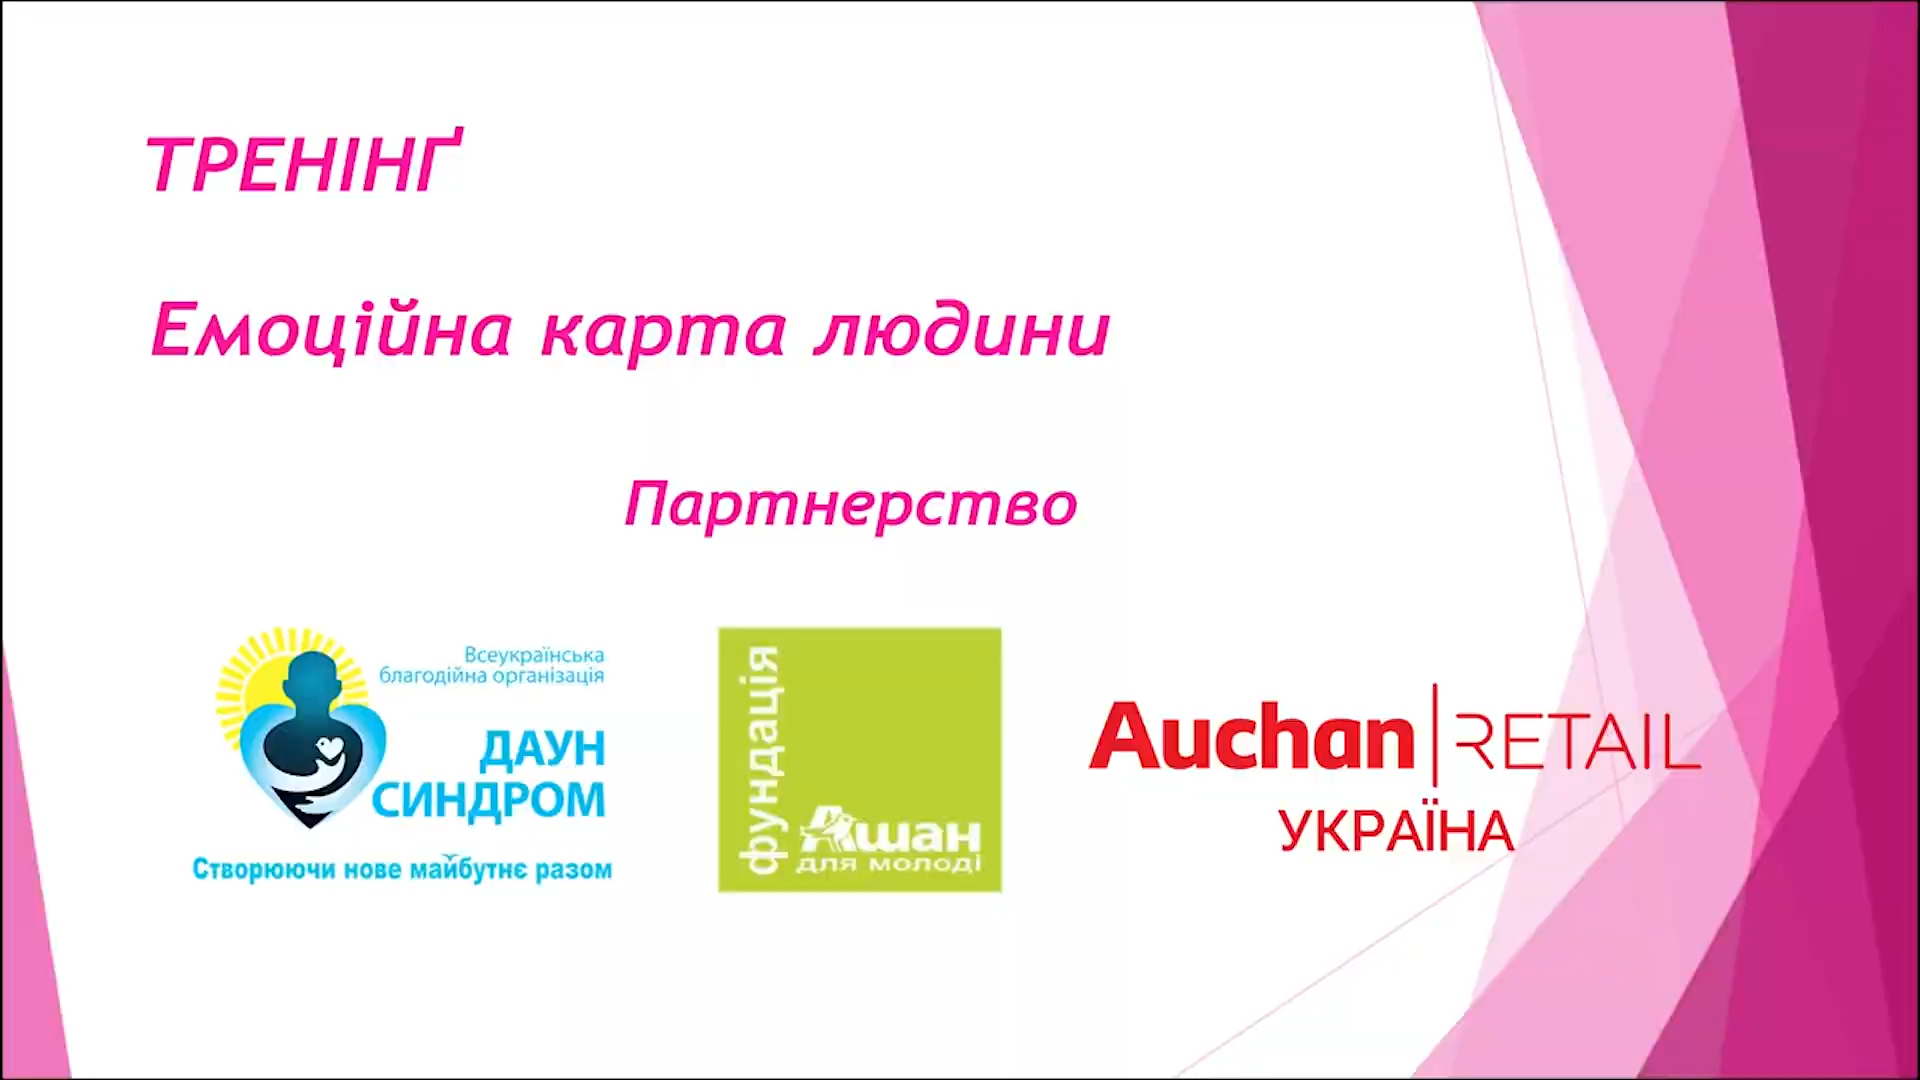 ТРЕНІНҐ
Емоційна карта людини
Партнерство
Всеукраїнська
благодійна організація
ДАУН
СИНДРОМ
Створюючи нове майбутнє разом
фундація
Ашан
для молоді
Auchan RETAIL
УКРАЇНА